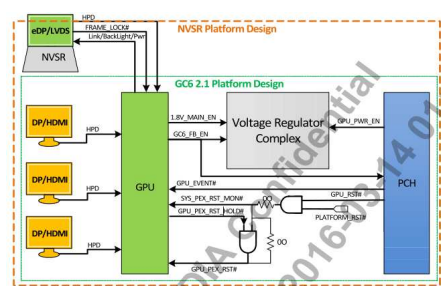 NVSR Platform Design
HPD
eDP/LVDS
FRAME_LOCK#
Link/BackLight/Pwr
NVSR
GC6 2.1 Platform Design
DP/HDMI
HPD
DP/HDMI
HPD
DP/HDMI
HPD
GPU
1.8V_MAIN_EN
GC6_FB_EN
Voltage Regulator
Complex
GPU_PWR_EN
PCH
GPU_EVENT#
SYS_PEX_RST_MON#
GPU_PEX_RST_HOLD#
0O
GPU_RST#
PLATFORM_RST#
0O
GPU_PEX_RST#